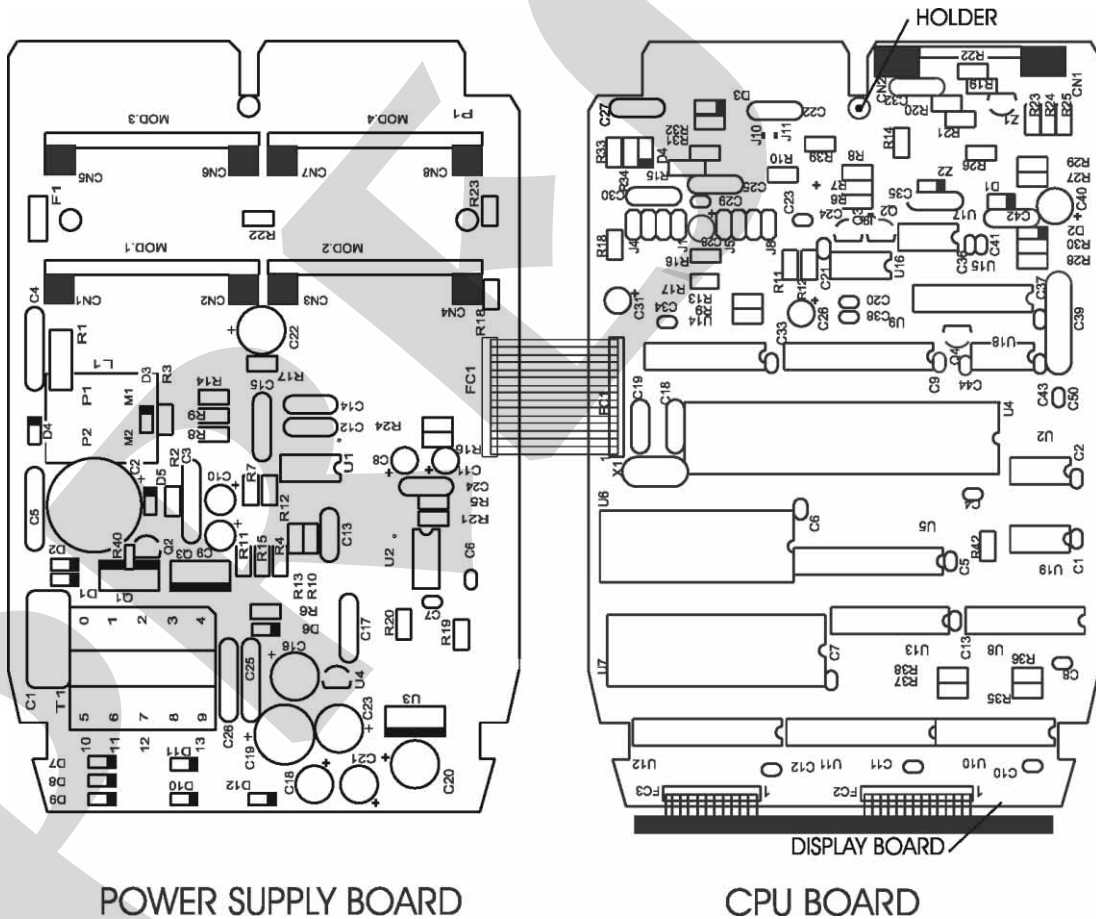 HOLDER
MOD.3
MOD.4
P1
CN5
CN6
CN7
CN8
F1
R22
R23
MOD.1
MOD.2
CN1
CN2
CN3
CN4
R18
C4
R1
L1
C22
R17
D3
R3
R14
C15
C14
P1
M1
R9
C12
R24
D4
P2
M2
R8
U1
C8
R16
C11
C2
D5
R2
C3
C10
R7
C24
R5
R12
R21
C5
C13
U2
C6
D2
R40
Q2
Q3
C9
R11
R15
R4
D1
Q1
R13
R10
C7
R6
R20
R19
D6
C17
C1
T1
0 1 2 3 4
5 6 7 8 9
10 11 12 13
C16
U4
C25
C26
U3
C23
C19
C21
C20
C18
D7
D11
D8
D10
D12
D9
FC1
FC1
1
R22
CN2
CN1
C32
R19
R20
Z1
R21
R23
R24
R25
C27
D3
R32
R31
C22
J10
J11
R14
R33
R34
D4
R15
R10
R39
R8
R26
R29
R27
C30
C25
C29
R7
R6
Z2
C35
D1
C40
C23
C24
Q3
J9
Q2
U17
C42
D2
R30
R28
R18
J4
J1
C28
J5
J8
R16
R11
R12
C21
U16
C36
U15
C41
R17
C31
C34
R13
R9
U14
C26
C20
C38
U9
C37
C39
C33
Q4
U18
C9
C44
C43
C50
C19
C18
U4
X1
U2
C2
U6
C4
C6
U5
R42
C5
U19
C1
U7
C7
U13
C13
U8
R38
R37
R36
R35
C8
U12
C12
U11
C11
U10
C10
FC3
1
FC2
1
DISPLAY BOARD
POWER SUPPLY BOARD
CPU BOARD